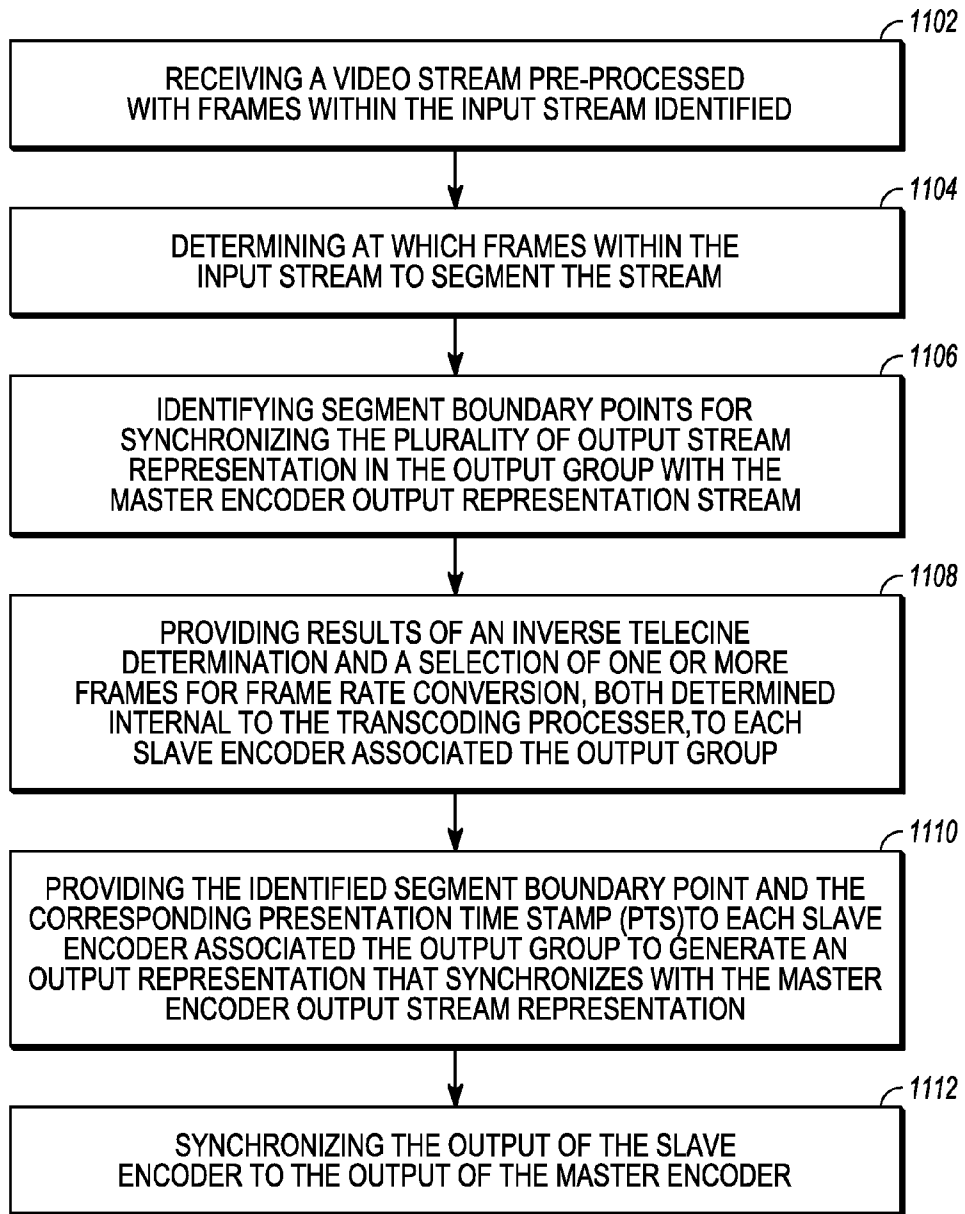 1102
RECEIVING A VIDEO STREAM PRE-PROCESSED
WITH FRAMES WITHIN THE INPUT STREAM IDENTIFIED
1104
DETERMINING AT WHICH FRAMES WITHIN THE
INPUT STREAM TO SEGMENT THE STREAM
1106
IDENTIFYING SEGMENT BOUNDARY POINTS FOR
SYNCHRONIZING THE PLURALITY OF OUTPUT STREAM
REPRESENTATION IN THE OUTPUT GROUP WITH THE
MASTER ENCODER OUTPUT REPRESENTATION STREAM
1108
PROVIDING RESULTS OF AN INVERSE TELECINE
DETERMINATION AND A SELECTION OF ONE OR MORE
FRAMES FOR FRAME RATE CONVERSION, BOTH DETERMINED
INTERNAL TO THE TRANSCODING PROCESSER,TO EACH
SLAVE ENCODER ASSOCIATED THE OUTPUT GROUP
1110
PROVIDING THE IDENTIFIED SEGMENT BOUNDARY POINT AND THE
CORRESPONDING PRESENTATION TIME STAMP (PTS)TO EACH SLAVE
ENCODER ASSOCIATED THE OUTPUT GROUP TO GENERATE AN
OUTPUT REPRESENTATION THAT SYNCHRONIZES WITH THE MASTER
ENCODER OUTPUT STREAM REPRESENTATION
1112
SYNCHRONIZING THE OUTPUT OF THE SLAVE
ENCODER TO THE OUTPUT OF THE MASTER ENCODER